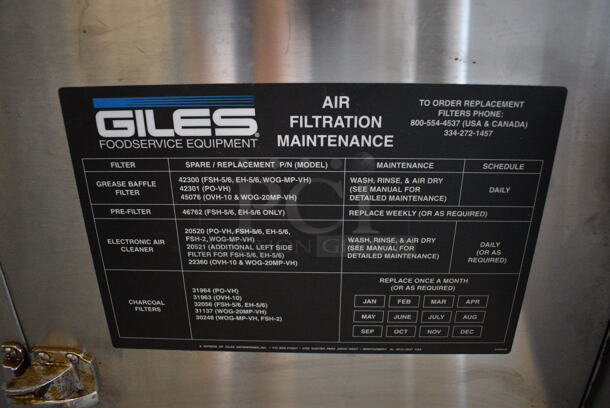 GILES
FOODSERVICE EQUIPMENT
AIR
FILTRATION
MAINTENANCE
TO ORDER REPLACEMENT
FILTERS PHONE:
800-554-4537 (USA & CANADA)
334-272-1457
FILTER SPARE / REPLACEMENT P/N (MODEL) MAINTENANCE SCHEDULE
GREASE BAFFLE
FILTER
42300 (FSH-5/6, EH-5/6, WOG-MP-VH)
42301 (PO-VH)
45076 (OVH-10 & WOG-20MP-VH)
WASH, RINSE, & AIR DRY
(SEE MANUAL FOR
DETAILED MAINTENANCE)
DAILY
PRE-FILTER 46762 (FSH-5/6, EH-5/6 ONLY) REPLACE WEEKLY (OR AS REQUIRED)
ELECTRONIC AIR
CLEANER
20520 (PO-VH, FSH-5/6, EH-5/6,
FSH-2, WOG-MP-VH)
20521 (ADDITIONAL LEFT SIDE
FILTER FOR FSH-5/6, EH-5/6)
22360 (OVH-10 & WOG-20MP-VH)
WASH, RINSE, & AIR DRY
(SEE MANUAL FOR
DETAILED MAINTENANCE)
DAILY
(OR AS
REQUIRED)
CHARCOAL
FILTERS
31964 (PO-VH)
31963 (OVH-10)
32056 (FSH-5/6, EH-5/6)
31137 (WOG-20MP-VH)
30248 (WOG-MP-VH, FSH-2)
REPLACE ONCE A MONTH
(OR AS REQUIRED)
JAN FEB MAR APR
MAY JUNE JULY AUG
SEP OCT NOV DEC
PCI